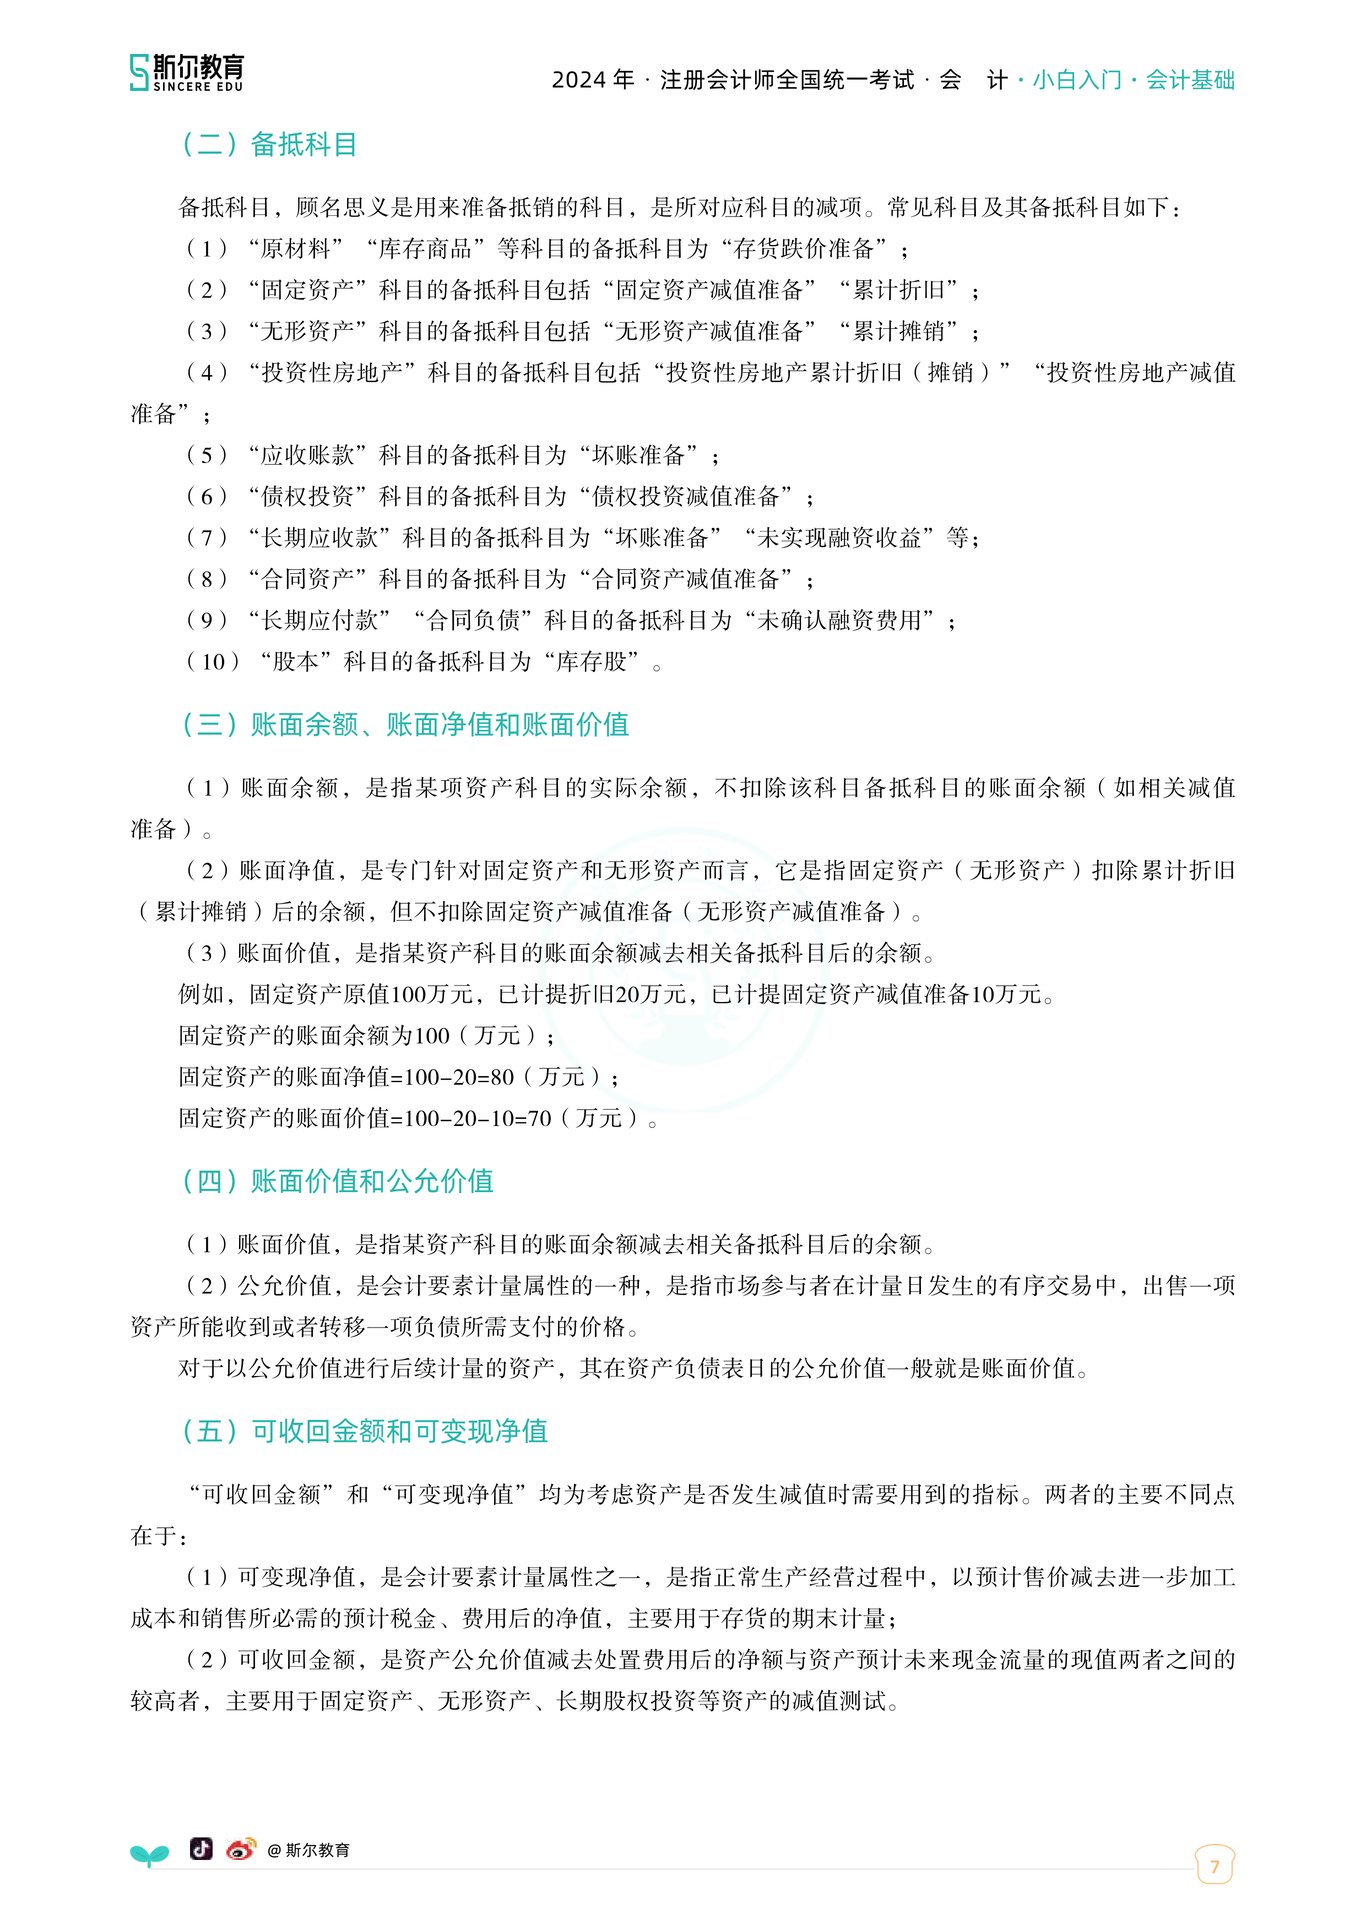 斯尔教育
SINCERE EDU
2024 年 · 注册会计师全国统一考试 · 会　计 · 小白入门 · 会计基础
（二）备抵科目
备抵科目，顾名思义是用来准备抵销的科目，是所对应科目的减项。常见科目及其备抵科目如下：
（1）“原材料”“库存商品”等科目的备抵科目为“存货跌价准备”；
（2）“固定资产”科目的备抵科目包括“固定资产减值准备”“累计折旧”；
（3）“无形资产”科目的备抵科目包括“无形资产减值准备”“累计摊销”；
（4）“投资性房地产”科目的备抵科目包括“投资性房地产累计折旧（摊销）”“投资性房地产减值
准备”；
（5）“应收账款”科目的备抵科目为“坏账准备”；
（6）“债权投资”科目的备抵科目为“债权投资减值准备”；
（7）“长期应收款”科目的备抵科目为“坏账准备”“未实现融资收益”等；
（8）“合同资产”科目的备抵科目为“合同资产减值准备”；
（9）“长期应付款”“合同负债”科目的备抵科目为“未确认融资费用”；
（10）“股本”科目的备抵科目为“库存股”。
（三）账面余额、账面净值和账面价值
（1）账面余额，是指某项资产科目的实际余额，不扣除该科目备抵科目的账面余额（如相关减值
准备）。
（2）账面净值，是专门针对固定资产和无形资产而言，它是指固定资产（无形资产）扣除累计折旧
（累计摊销）后的余额，但不扣除固定资产减值准备（无形资产减值准备）。
（3）账面价值，是指某资产科目的账面余额减去相关备抵科目后的余额。
例如，固定资产原值100万元，已计提折旧20万元，已计提固定资产减值准备10万元。
固定资产的账面余额为100（万元）；
固定资产的账面净值=100-20=80（万元）；
固定资产的账面价值=100-20-10=70（万元）。
（四）账面价值和公允价值
（1）账面价值，是指某资产科目的账面余额减去相关备抵科目后的余额。
（2）公允价值，是会计要素计量属性的一种，是指市场参与者在计量日发生的有序交易中，出售一项
资产所能收到或者转移一项负债所需支付的价格。
对于以公允价值进行后续计量的资产，其在资产负债表日的公允价值一般就是账面价值。
（五）可收回金额和可变现净值
“可收回金额”和“可变现净值”均为考虑资产是否发生减值时需要用到的指标。两者的主要不同点
在于：
（1）可变现净值，是会计要素计量属性之一，是指正常生产经营过程中，以预计售价减去进一步加工
成本和销售所必需的预计税金、费用后的净值，主要用于存货的期末计量；
（2）可收回金额，是资产公允价值减去处置费用后的净额与资产预计未来现金流量的现值两者之间的
较高者，主要用于固定资产、无形资产、长期股权投资等资产的减值测试。
@ 斯尔教育
7